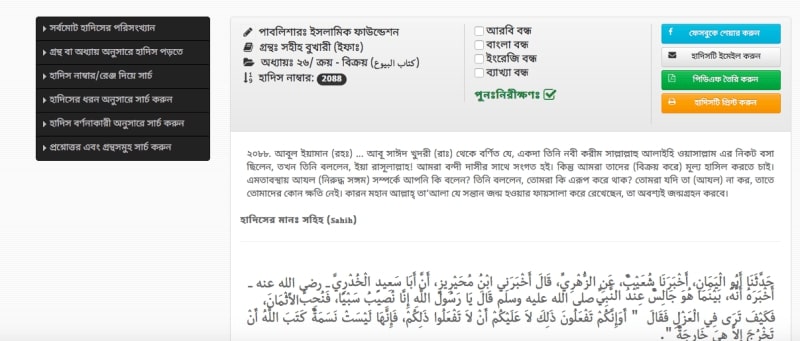 সর্বমোট হাদিসের পরিসংখ্যান
গ্রন্থ বা অধ্যায় অনুসারে হাদিস পড়তে
হাদিস নাম্বার/রেঞ্জ দিয়ে সার্চ
হাদিসের ধরন অনুসারে সার্চ করুন
হাদিস বর্ণনাকারী অনুসারে সার্চ করুন
প্রশ্নোত্তর এবং গ্রন্থসমুহ সার্চ করুন
পাবলিশারঃ ইসলামিক ফাউন্ডেশন
গ্রন্থঃ সহীহ বুখারী (ইফাঃ)
অধ্যায়ঃ ২৬/ ক্রয় - বিক্রয় (كتاب البيوع)
হাদিস নাম্বার: 2088
আরবি বন্ধ
বাংলা বন্ধ
ইংরেজি বন্ধ
ব্যাখ্যা বন্ধ
পুনঃনিরীক্ষণঃ
ফেসবুকে শেয়ার করুন
হাদিসটি ইমেইল করুন
পিডিএফ তৈরি করুন
হাদিসটি প্রিন্ট করুন
২০৮৮. আবুল ইয়ামান (রহঃ) ... আবূ সাঈদ খুদরী (রাঃ) থেকে বর্ণিত যে, একদা তিনি নবী করীম সাল্লাল্লাহু আলাইহি ওয়াসাল্লাম এর নিকট বসা
ছিলেন, তখন তিনি বললেন, ইয়া রাসূলাল্লাহ! আমরা বন্দী দাসীর সাথে সংগত হই। কিন্তু আমরা তাদের (বিক্রয় করে) মূল্য হাসিল করতে চাই।
এমতাবস্থায় আযল (নিরুদ্ধ সঙ্গম) সম্পর্কে আপনি কি বলেন? তিনি বললেন, তোমরা কি এরূপ করে থাক? তোমরা যদি তা (আযল) না কর, তাতে
তোমাদের কোন ক্ষতি নেই। কারন মহান আল্লাহ্ তা'আলা যে সন্তান জন্ম হওয়ার ফায়সালা করে রেখেছেন, তা অবশ্যই জন্মগ্রহন করবে।
হাদিসের মানঃ সহিহ (Sahih)
حَدَّثَنَا أَبُو الْيَمَانِ، أَخْبَرَنَا شُعَيْبٌ، عَنِ الزُّهْرِيِّ، قَالَ أَخْبَرَنِي ابْنُ مُحَيْرِيزٍ، أَنَّ أَبَا سَعِيدٍ الْخُدْرِيَّ ـ رضى الله عنه ـ
أَخْبَرَهُ أَنَّهُ، بَيْنَمَا هُوَ جَالِسٌ عِنْدَ النَّبِيِّ صلى الله عليه وسلم قَالَ يَا رَسُولَ اللَّهِ إِنَّا نُصِيبُ سَبْيًا، فَنُحِبُّ الأَثْمَانَ،
فَكَيْفَ تَرَى فِي الْعَزْلِ فَقَالَ " أَوَإِنَّكُمْ تَفْعَلُونَ ذَلِكَ لاَ عَلَيْكُمْ أَنْ لاَ تَفْعَلُوا ذَلِكُمْ، فَإِنَّهَا لَيْسَتْ نَسَمَةٌ كَتَبَ اللَّهُ أَنْ
تَخْرُجَ إِلاَّ هِيَ خَارِجَةٌ ".